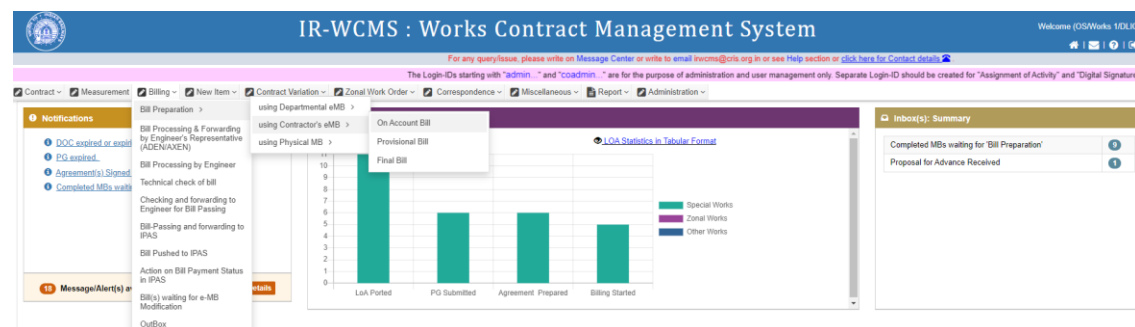 IR-WCMS : Works Contract Management System
Welcome (OS/Works 1/DLI
For any query/issue, please write on Message Center or write to email irwcms@cris.org.in or see Help section or click here for Contact details
The Login-IDs starting with "admin..." and "coadmin..." are for the purpose of administration and user management only. Separate Login-ID should be created for "Assignment of Activity" and "Digital Signature
Contract Measurement Billing New Item Contract Variation Zonal Work Order Correspondence Miscellaneous Report Administration
Notifications
DOC expired or expiri
PG expired.
Agreement(s) Signed
Completed MBs waiti
18 Message/Alert(s) a
etails
Bill Preparation >
Bill Processing & Forwarding
by Engineer's Representative
(ADEN/AXEN)
Bill Processing by Engineer
Technical check of bill
Checking and forwarding to
Engineer for Bill Passing
Bill-Passing and forwarding to
IPAS
Bill Pushed to IPAS
Action on Bill Payment Status
in IPAS
Bill(s) waiting for e-MB
Modification
OutBox
using Departmental eMB >
using Contractor's eMB >
using Physical MB >
On Account Bill
Provisional Bill
Final Bill
LOA Statistics in Tabular Format
11
10
9
8
7
6
5
4
3
2
1
0
LoA Ported
PG Submitted
Agreement Prepared
Billing Started
Special Works
Zonal Works
Other Works
Inbox(s): Summary
Completed MBs waiting for 'Bill Preparation' 9
Proposal for Advance Received 1